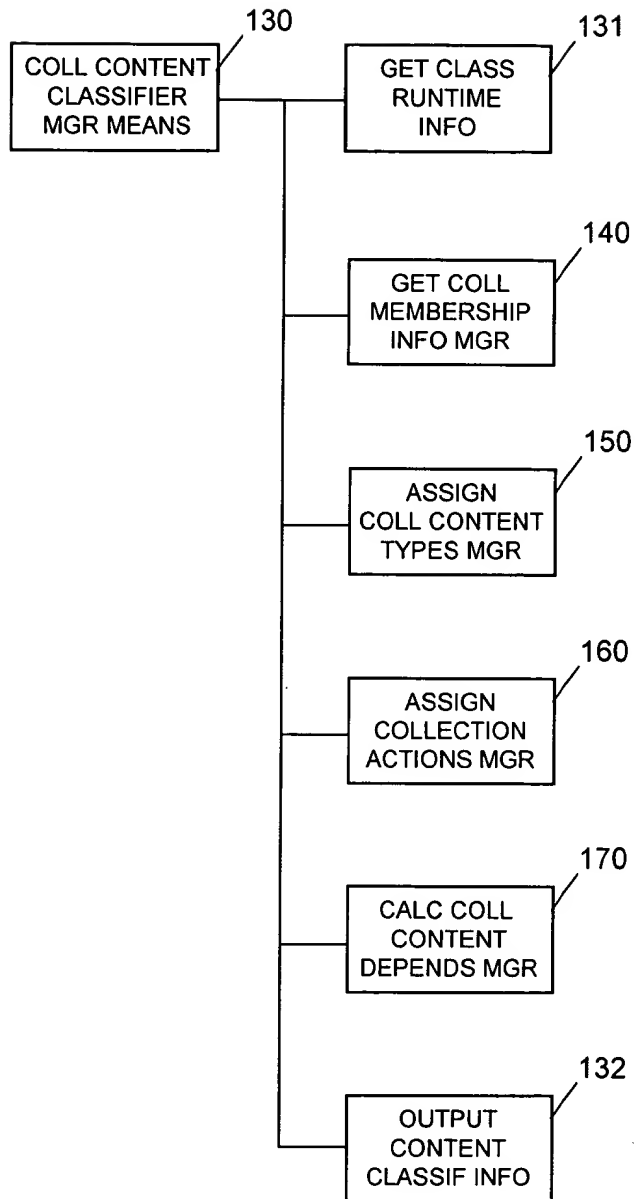 130
COLL CONTENT
CLASSIFIER
MGR MEANS
131
GET CLASS
RUNTIME
INFO
140
GET COLL
MEMBERSHIP
INFO MGR
150
ASSIGN
COLL CONTENT
TYPES MGR
160
ASSIGN
COLLECTION
ACTIONS MGR
170
CALC COLL
CONTENT
DEPENDS MGR
132
OUTPUT
CONTENT
CLASSIF INFO